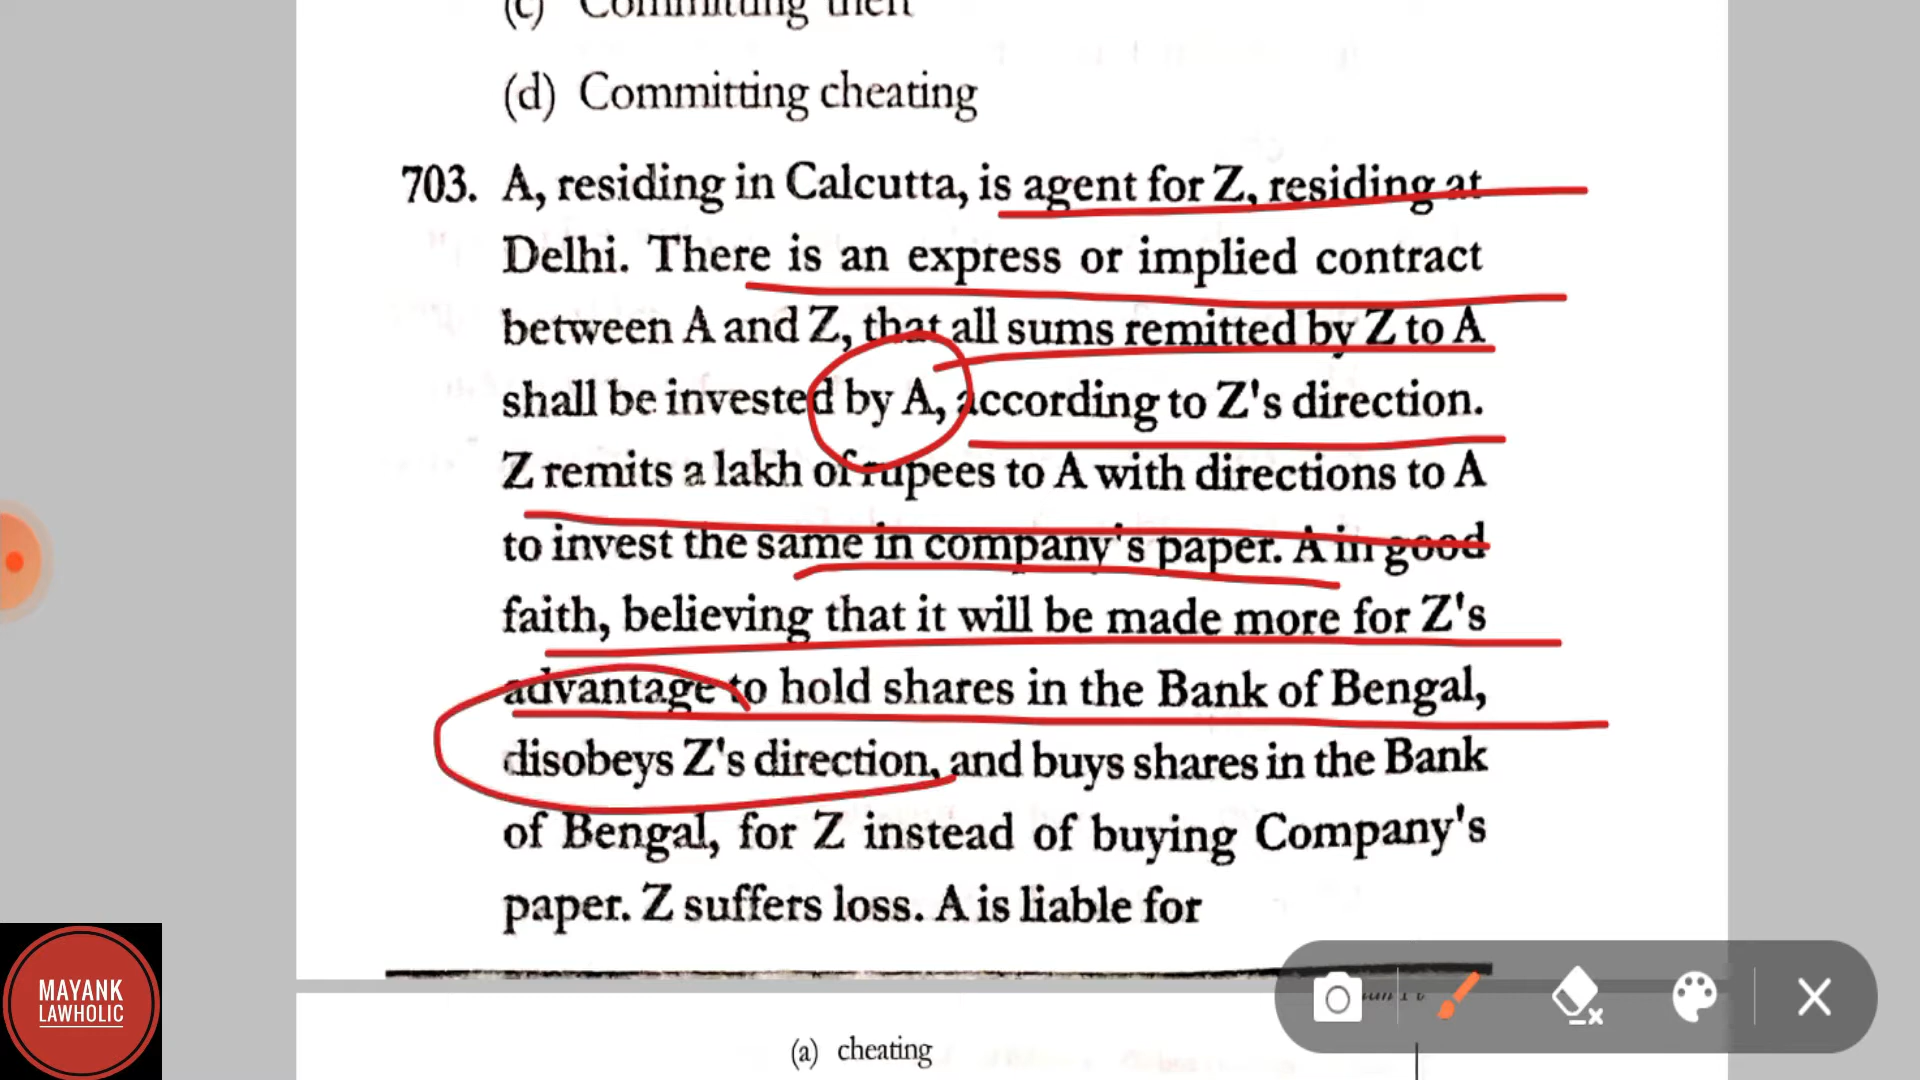 (c) Committing theft
(d) Committing cheating
703. A, residing in Calcutta, is agent for Z, residing at
Delhi. There is an express or implied contract
between A and Z, that all sums remitted by Z to A
shall be invested by A, according to Z's direction.
Z remits a lakh of rupees to A with directions to A
to invest the same in company's paper. A in good
faith, believing that it will be made more for Z's
advantage to hold shares in the Bank of Bengal,
disobeys Z's direction, and buys shares in the Bank
of Bengal, for Z instead of buying Company's
paper. Z suffers loss. A is liable for
(a) cheating
MAYANK
LAWHOLIC